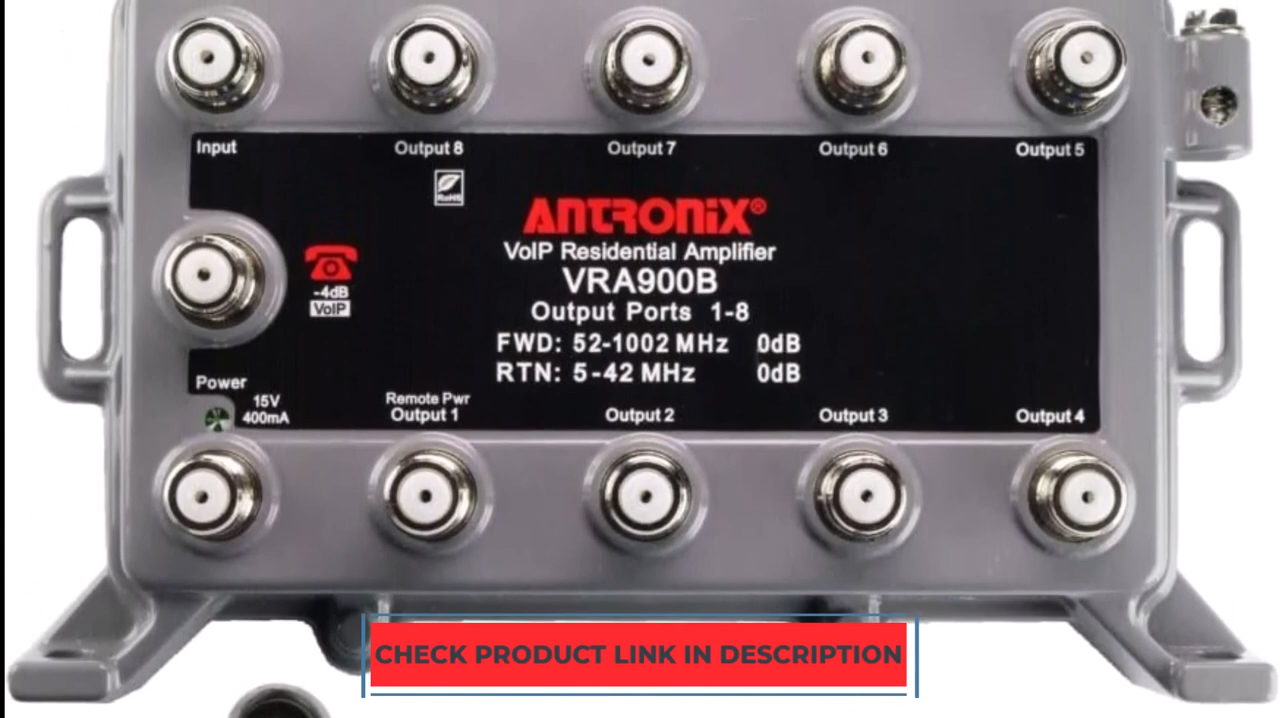 Input
Output 8
Output 7
Output 6
Output 5
RoHS
ANTRONIX®
VoIP Residential Amplifier
VRA900B
Output Ports 1-8
FWD: 52-1002 MHz 0dB
RTN: 5-42 MHz 0dB
-4dB
VoIP
Power
15V
400mA
Remote Pwr
Output 1
Output 2
Output 3
Output 4
CHECK PRODUCT LINK IN DESCRIPTION